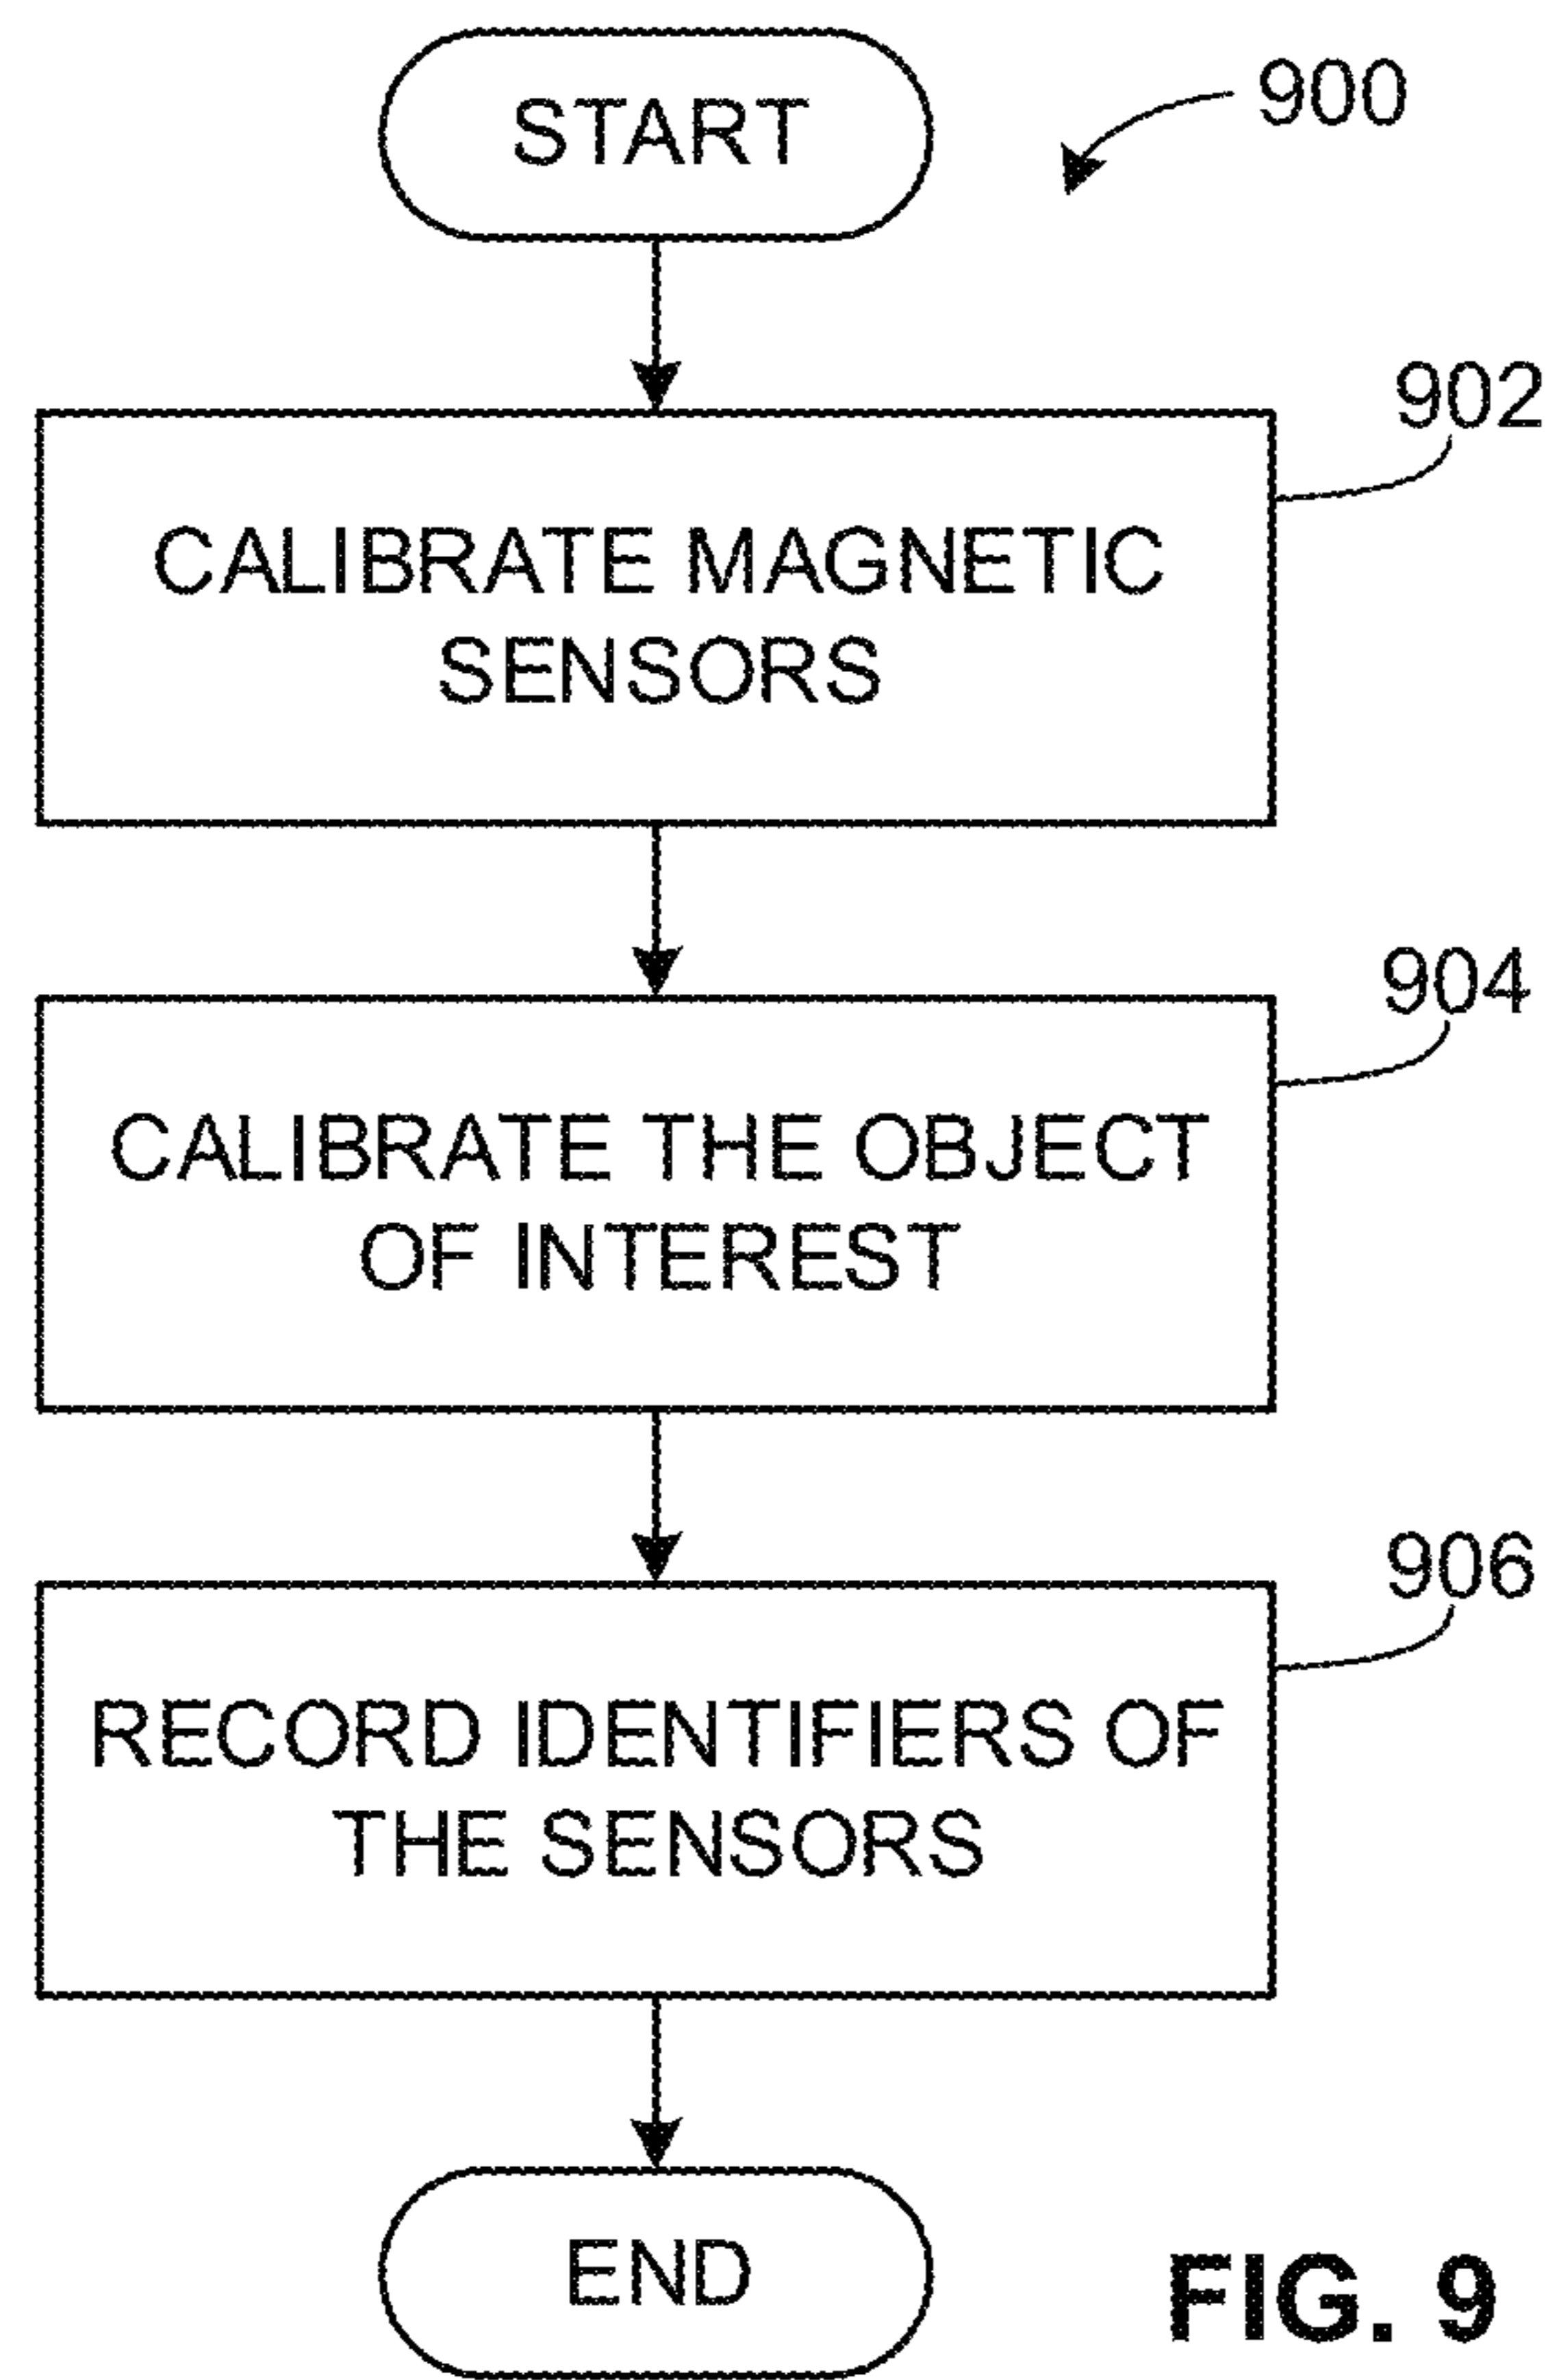 START
900
902
CALIBRATE MAGNETIC
SENSORS
904
CALIBRATE THE OBJECT
OF INTEREST
906
RECORD IDENTIFIERS OF
THE SENSORS
END
FIG. 9